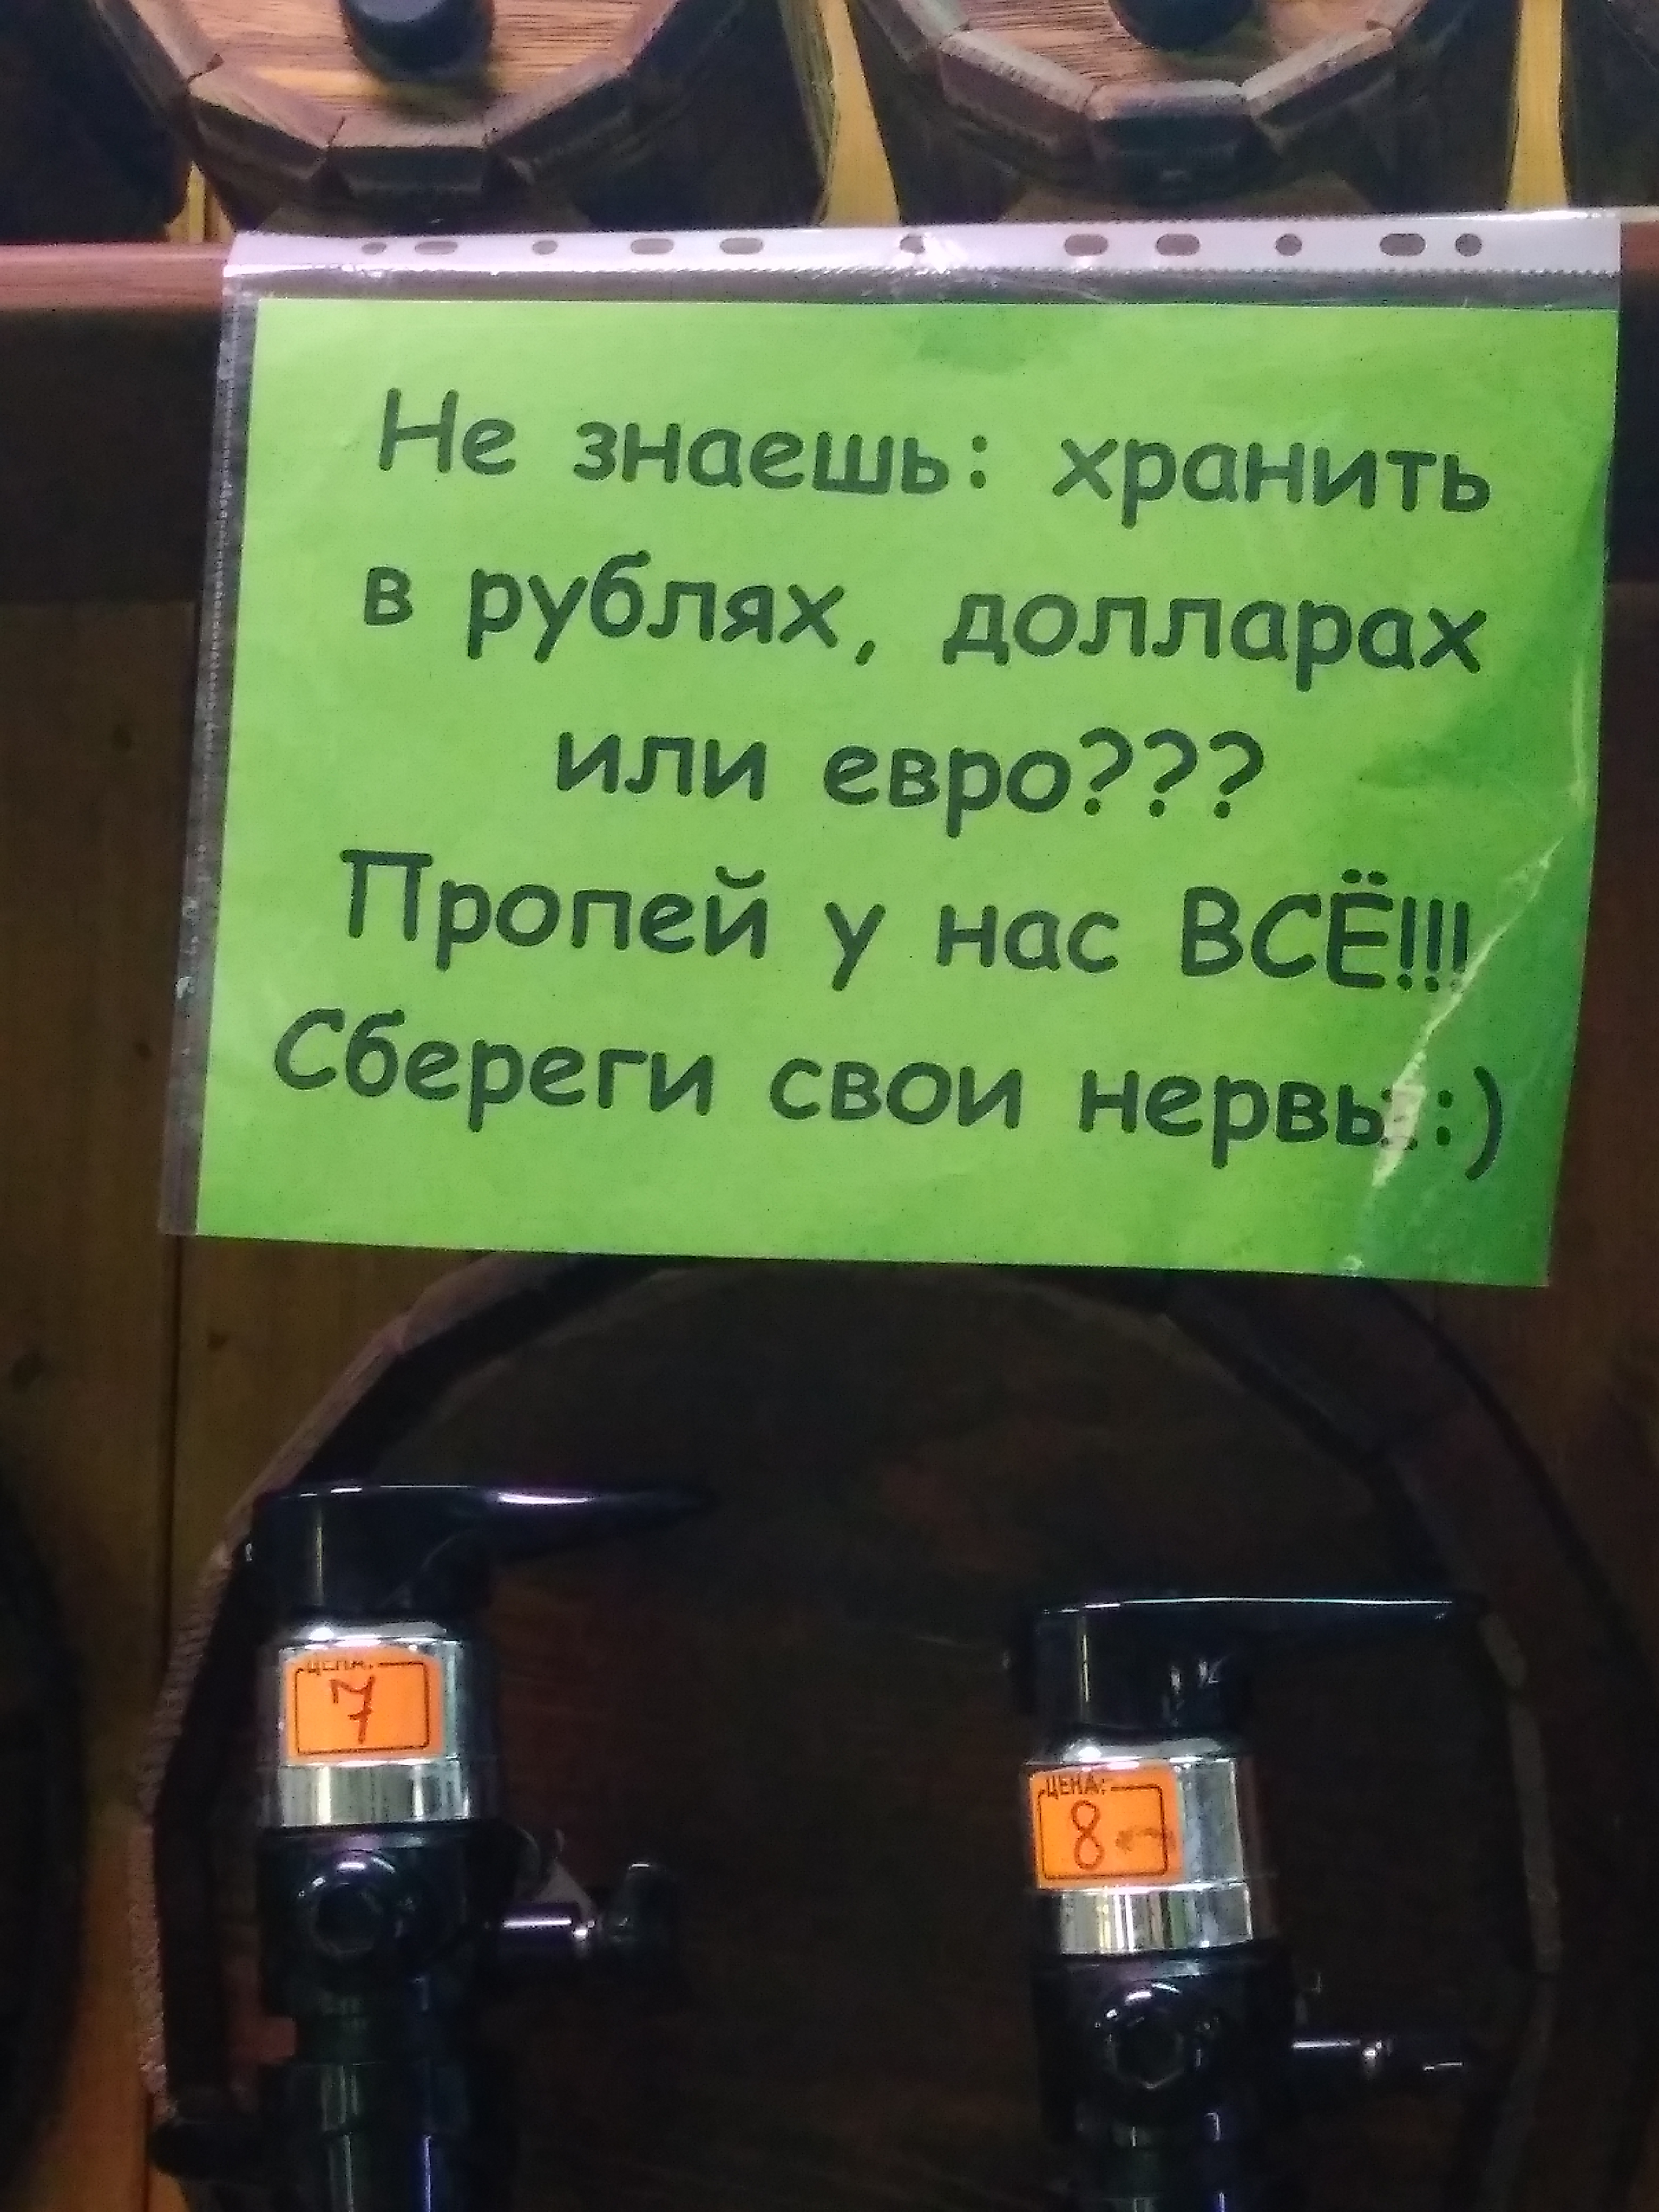 Не знаешь: хранить
в рублях, долларах
или евро???
Пропей у нас ВСЁ!!!
Сбереги свои нервы:)
ЦЕНА:
7
ЦЕНА:
8